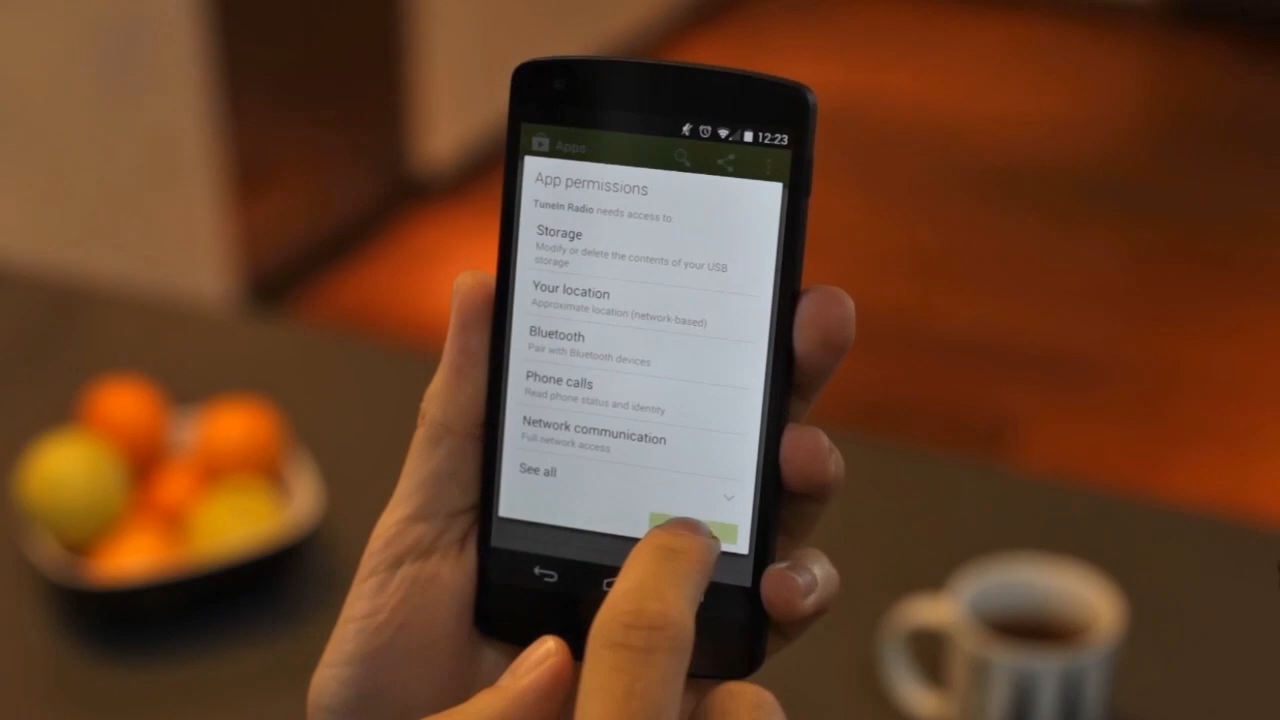 12:23
Apps
App permissions
TuneIn Radio needs access to
Storage
Modify or delete the contents of your USB
storage
Your location
Approximate location (network-based)
Bluetooth
Pair with Bluetooth devices
Phone calls
Read phone status and identity
Network communication
Full network access
See all